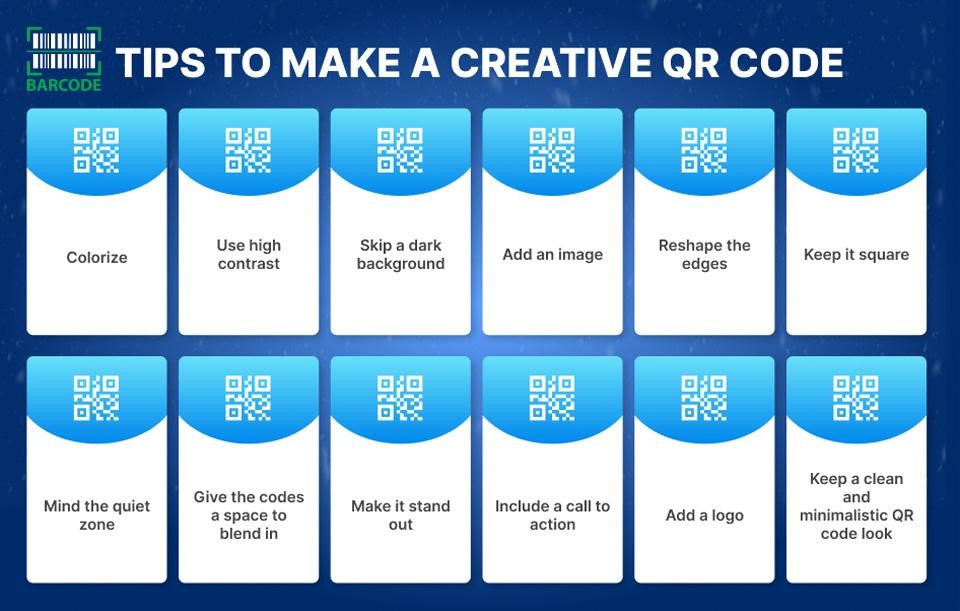 BARCODE
TIPS TO MAKE A CREATIVE QR CODE
Colorize
Use high
contrast
Skip a dark
background
Add an image
Reshape the
edges
Keep it square
Mind the quiet
zone
Give the codes
a space to
blend in
Make it stand
out
Include a call to
action
Add a logo
Keep a clean
and
minimalistic QR
code look